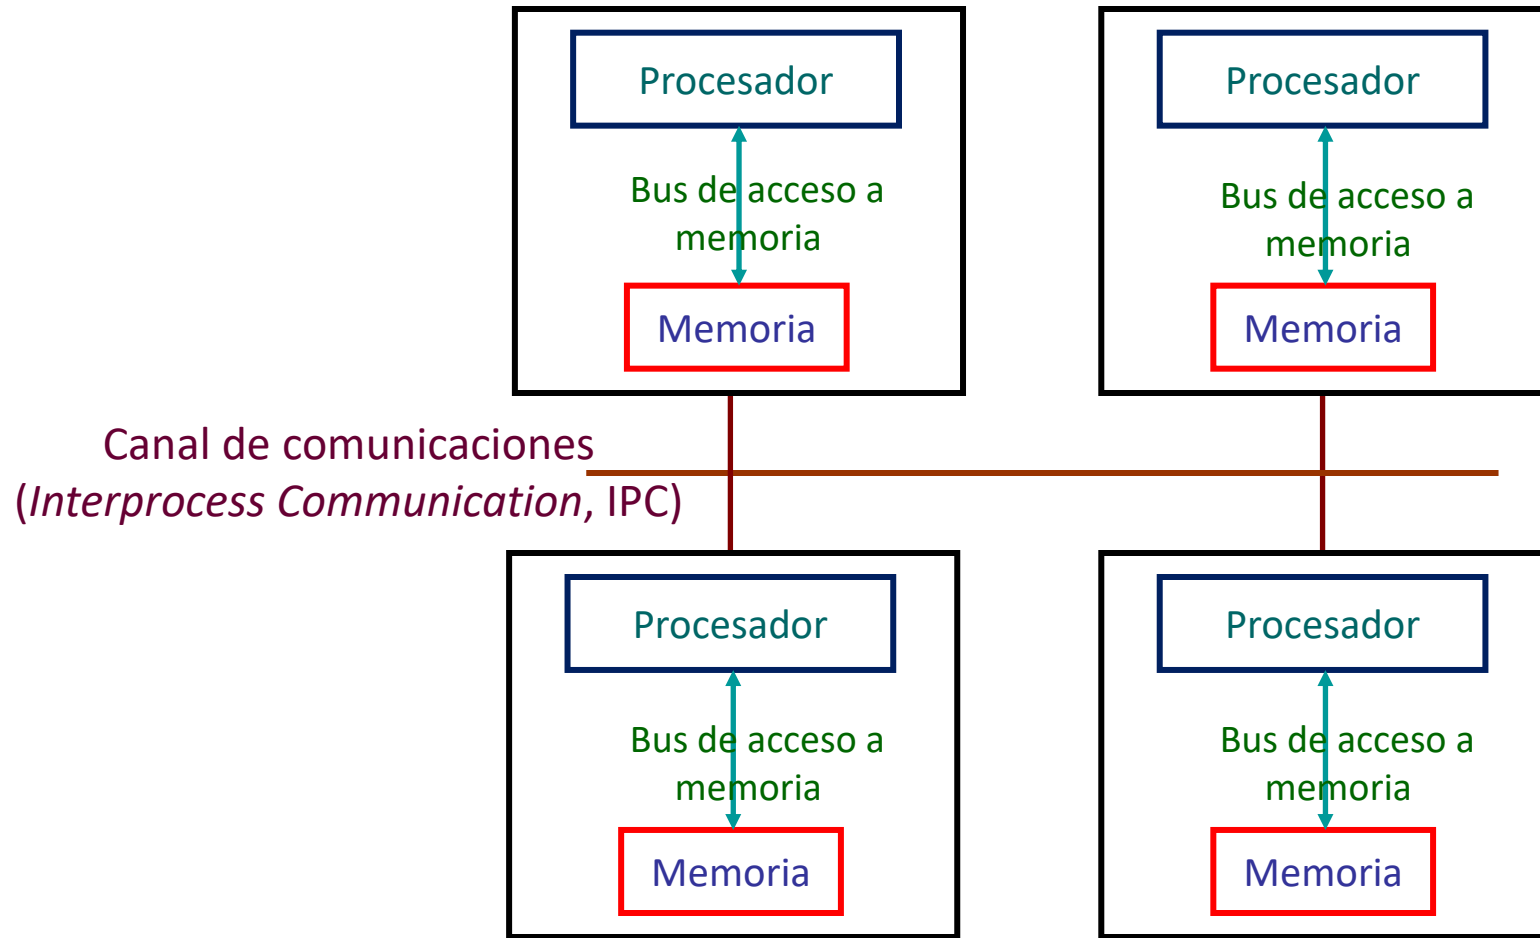 Procesador
Procesador
Bus de acceso a
memoria
Bus de acceso a
memoria
Memoria
Memoria
Canal de comunicaciones
(Interprocess Communication, IPC)
Procesador
Procesador
Bus de acceso a
memoria
Bus de acceso a
memoria
Memoria
Memoria